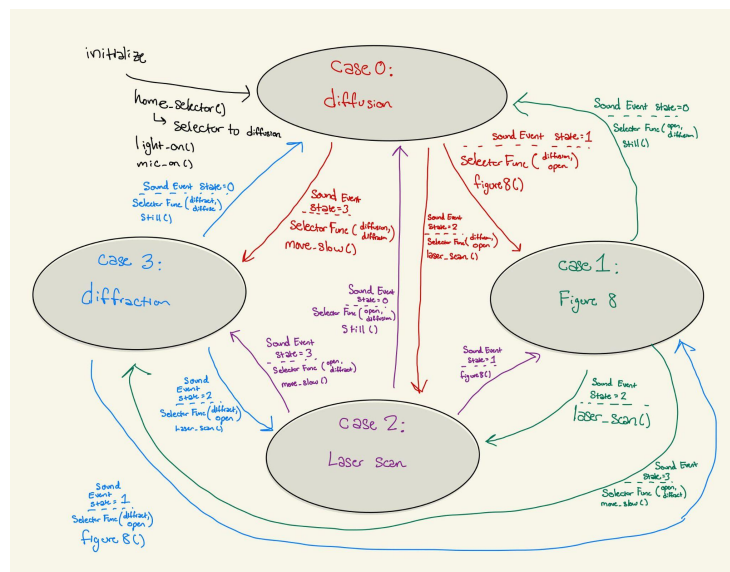 initialize
home_selector()
↳ selector to diffusion
light_on()
mic_on()
Case 0:
diffusion
Sound Event State=0
Selector Func (open, diffusion)
Still()
Sound Event State=1
Selector Func (diffusion, open)
figure8()
Sound Event State=0
Selector Func (diffract, diffuse)
Still()
Sound Event
State=3
Selector Func (diffusion,
move_slow()
Sound Event
State=2
Selector Func (diffusn, open
laser_scan()
Case 3:
diffraction
Case 1:
Figure 8
Sound Event
State=0
Selector Func (open, diffusion)
Still()
Sound Event
State=3
Selector Func (open, diffract)
move_slow()
Sound Event
State=1
figure8()
Sound
Event
State=2
Selector Func (diffract, open)
Laser_scan()
Sound Event
State=2
laser_scan()
Case 2:
Laser Scan
Sound Event
State=3
Selector Func (open, diffract)
move_slow()
Sound
Event
State=1
Selector Func (diffract, open)
figure8()